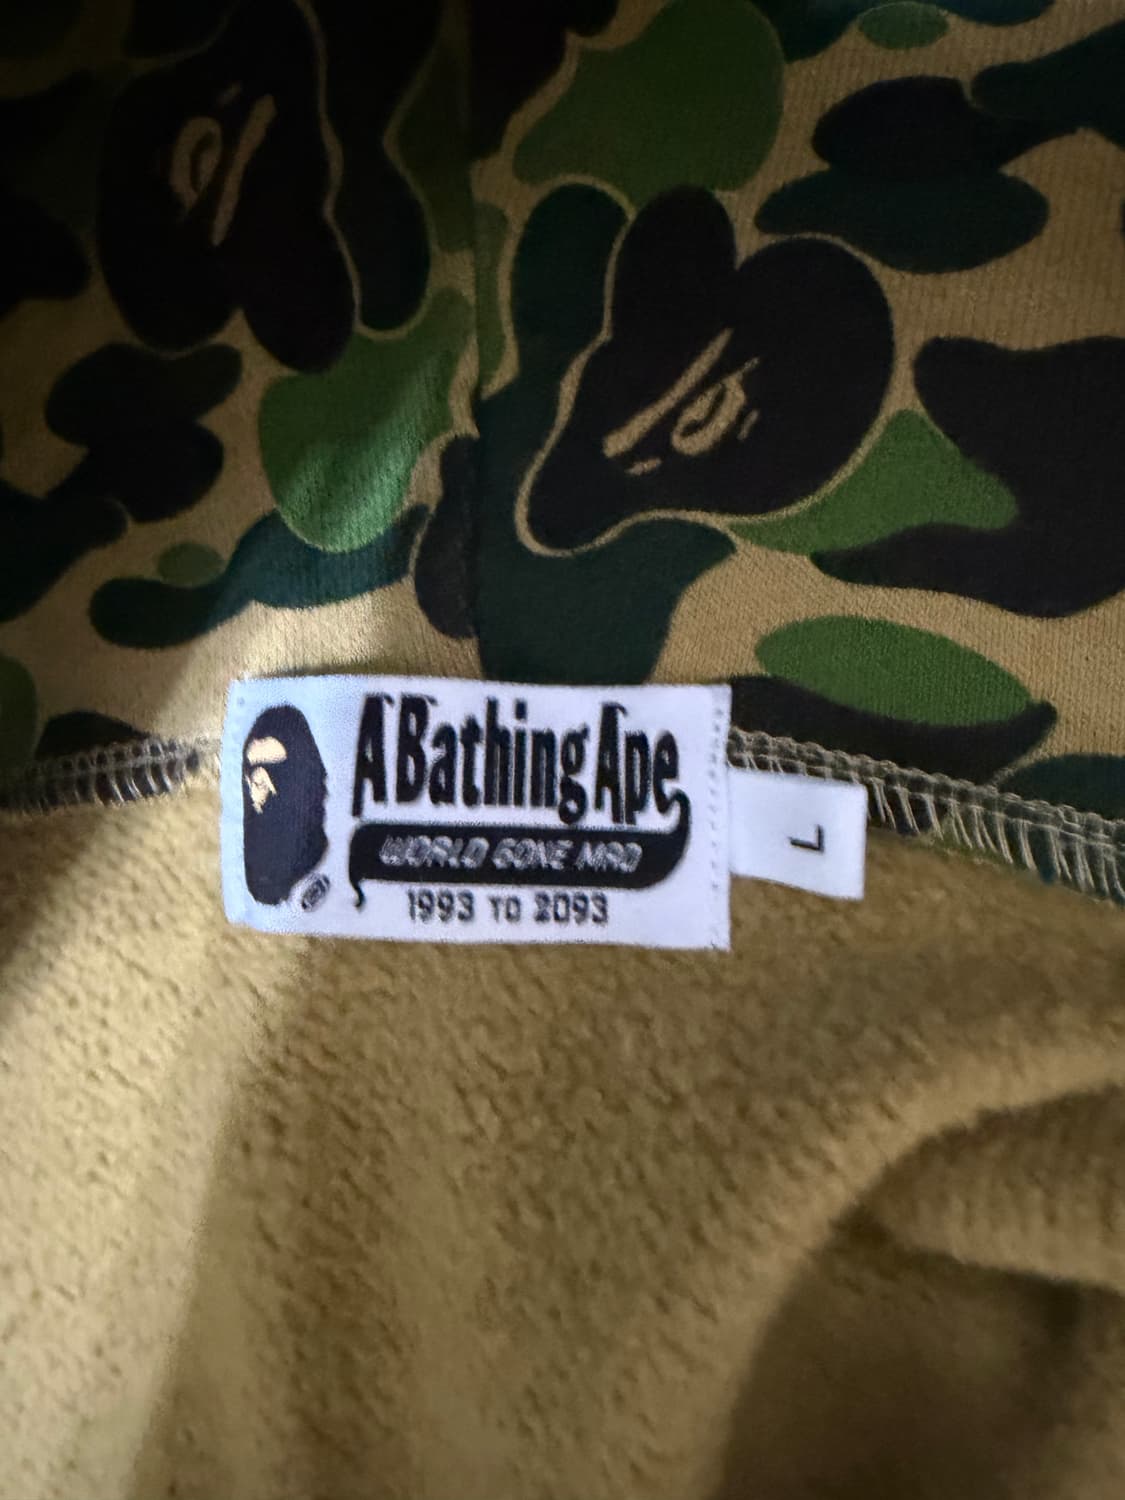 A Bathing Ape
WORLD GONE MAD
1993 TO 2093
®
L